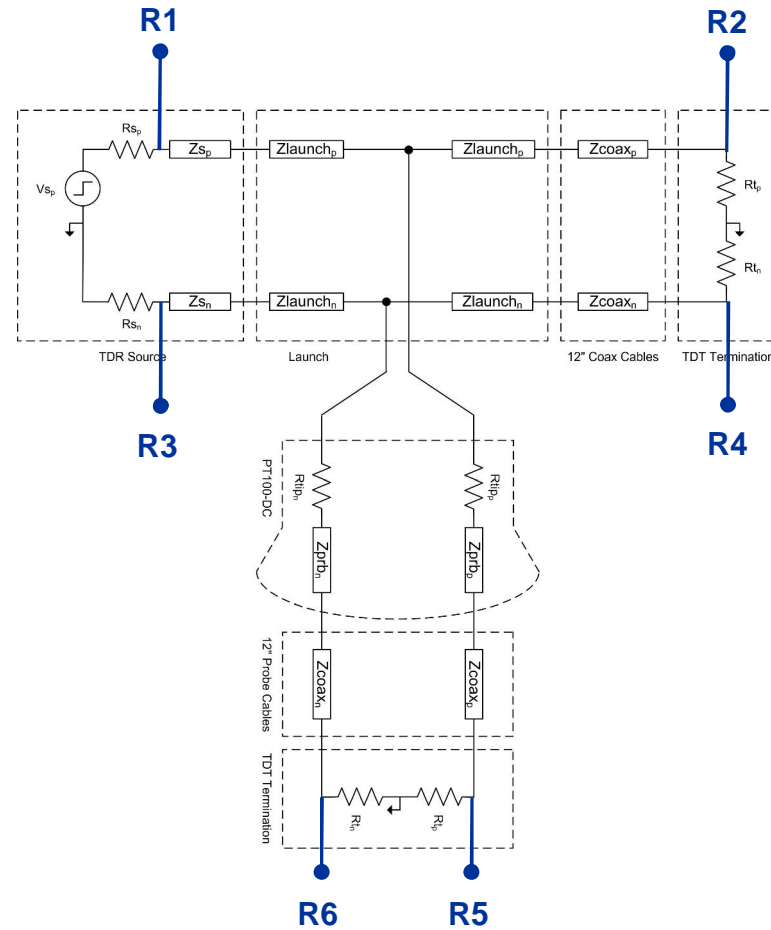 R1
R2
Rsp
Zsp
Zlaunchp
Zlaunchp
Zcoaxp
Vsp
Rtp
Rtn
Rsn
Zsn
Zlaunchn
Zlaunchn
Zcoaxn
TDR Source
Launch
12" Coax Cables
TDT Termination
R3
R4
PT100-DC
Rtipn
Rtipp
Zprbn
Zprbp
12" Probe Cables
Zcoaxn
Zcoaxp
TDT Termination
Rtn
Rtp
R6
R5